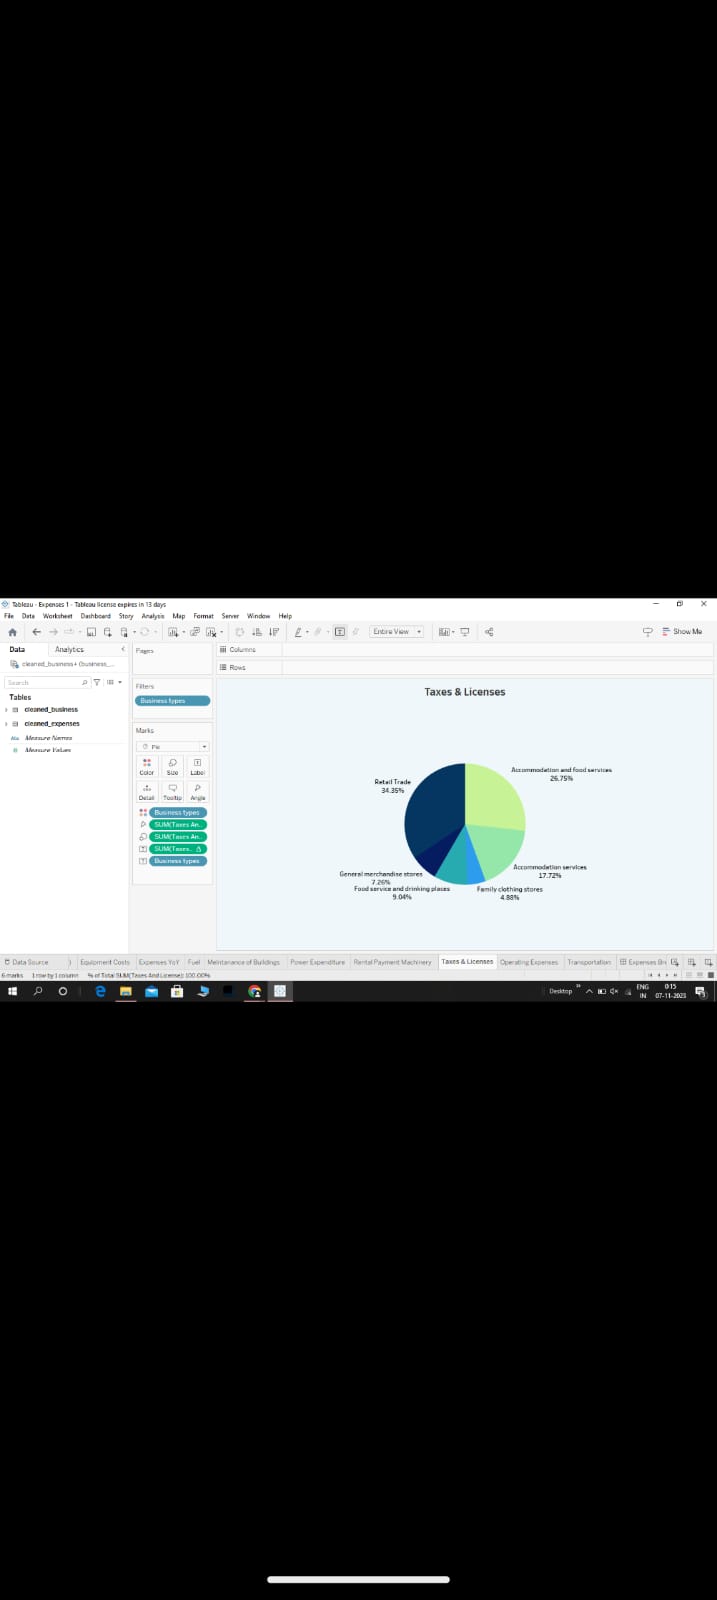 Tableau - Expenses 1 - Tableau license expires in 13 days
File Data Worksheet Dashboard Story Analysis Map Format Server Window Help
Entire View
Show Me
Data Analytics
Pages
Columns
cleaned_business+ (business_...
Rows
Search
Filters
Tables
Business types
cleaned_business
cleaned_expenses
Abc Measure Names
# Measure Values
Marks
Pie
Color Size Label
Detail Tooltip Angle
Business types
SUM(Taxes An..
SUM(Taxes An..
SUM(Taxes.. Δ
Business types
Taxes & Licenses
Accommodation and food services
26.75%
Retail Trade
34.35%
Accommodation services
17.72%
General merchandise stores
7.26%
Food service and drinking places
9.04%
Family clothing stores
4.88%
Data Source Equipment Costs Expenses YoY Fuel Meintanance of Buildings Power Expenditure Rental Payment Machinery Taxes & Licenses Operating Expenses Transportation Expenses Bre
6 marks 1 row by 1 column % of Total SUM(Taxes And License): 100.00%
Desktop
ENG
IN
0:15
07-11-2023